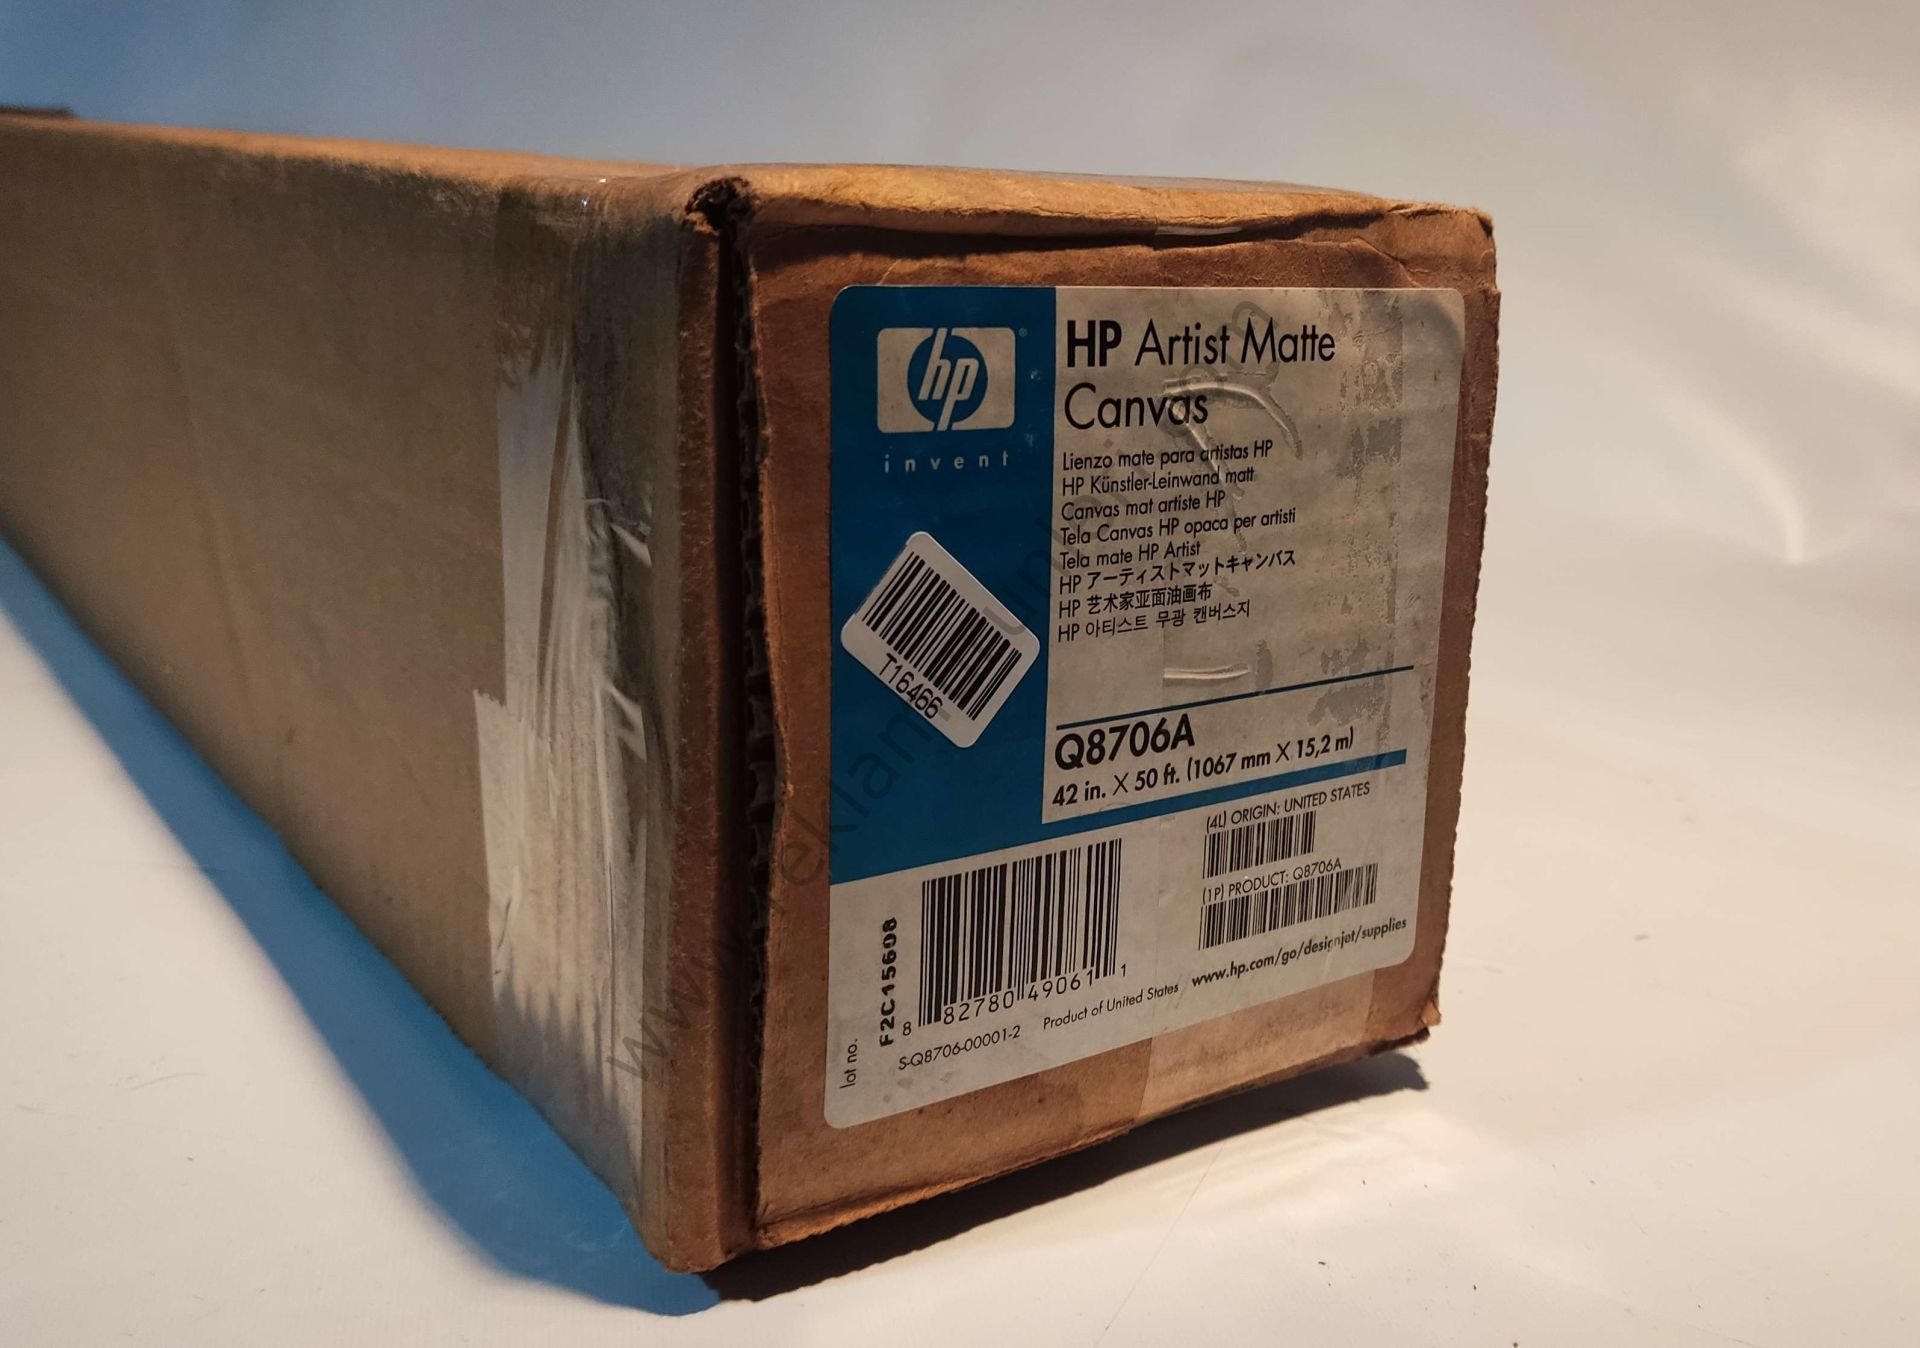 hp
invent
HP Artist Matte
Canvas
Lienzo mate para artistas HP
HP Künstler-Leinwand matt
Canvas mat artiste HP
Tela Canvas HP opaca per artisti
Tela mate HP Artist
HP アーティストマットキャンバス
HP 艺术家亚面油画布
HP 아티스트 무광 캔버스지
T16466
Q8706A
42 in. X 50 ft. (1067 mm X 15,2 m)
(4L) ORIGIN: UNITED STATES
(1P) PRODUCT: Q8706A
www.hp.com/go/designjet/supplies
lot no.
F2C15608
8 82780 49061 1
S-Q8706-00001-2
Product of United States